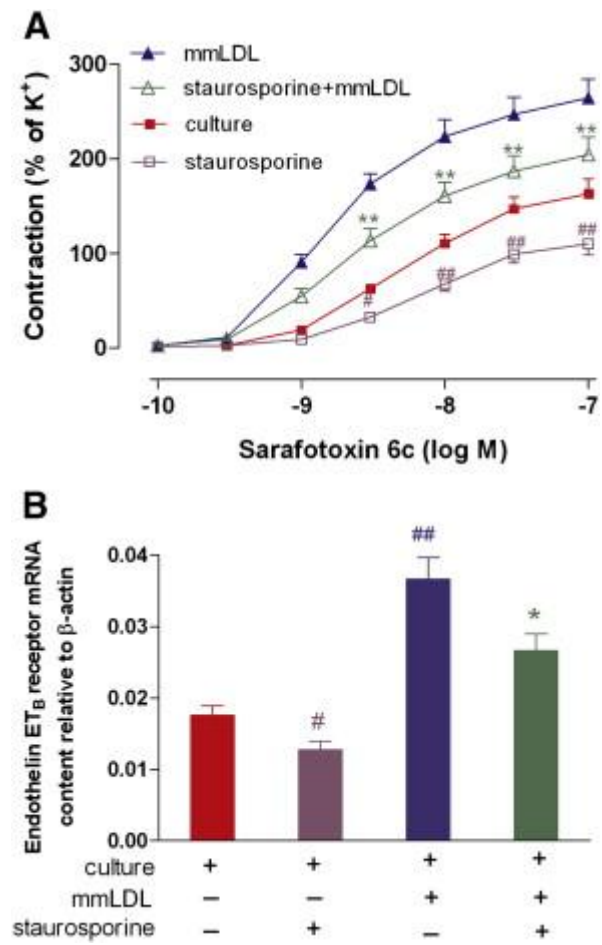 A
mmLDL
staurosporine+mmLDL
culture
staurosporine
Contraction (% of K⁺)
300
200
100
0
**
**
**
**
#
##
##
##
-10
-9
-8
-7
Sarafotoxin 6c (log M)
B
Endothelin ET_B receptor mRNA
content relative to β-actin
0.04
0.03
0.02
0.01
0.00
#
##
*
culture + + + +
mmLDL – – + +
staurosporine – + – +